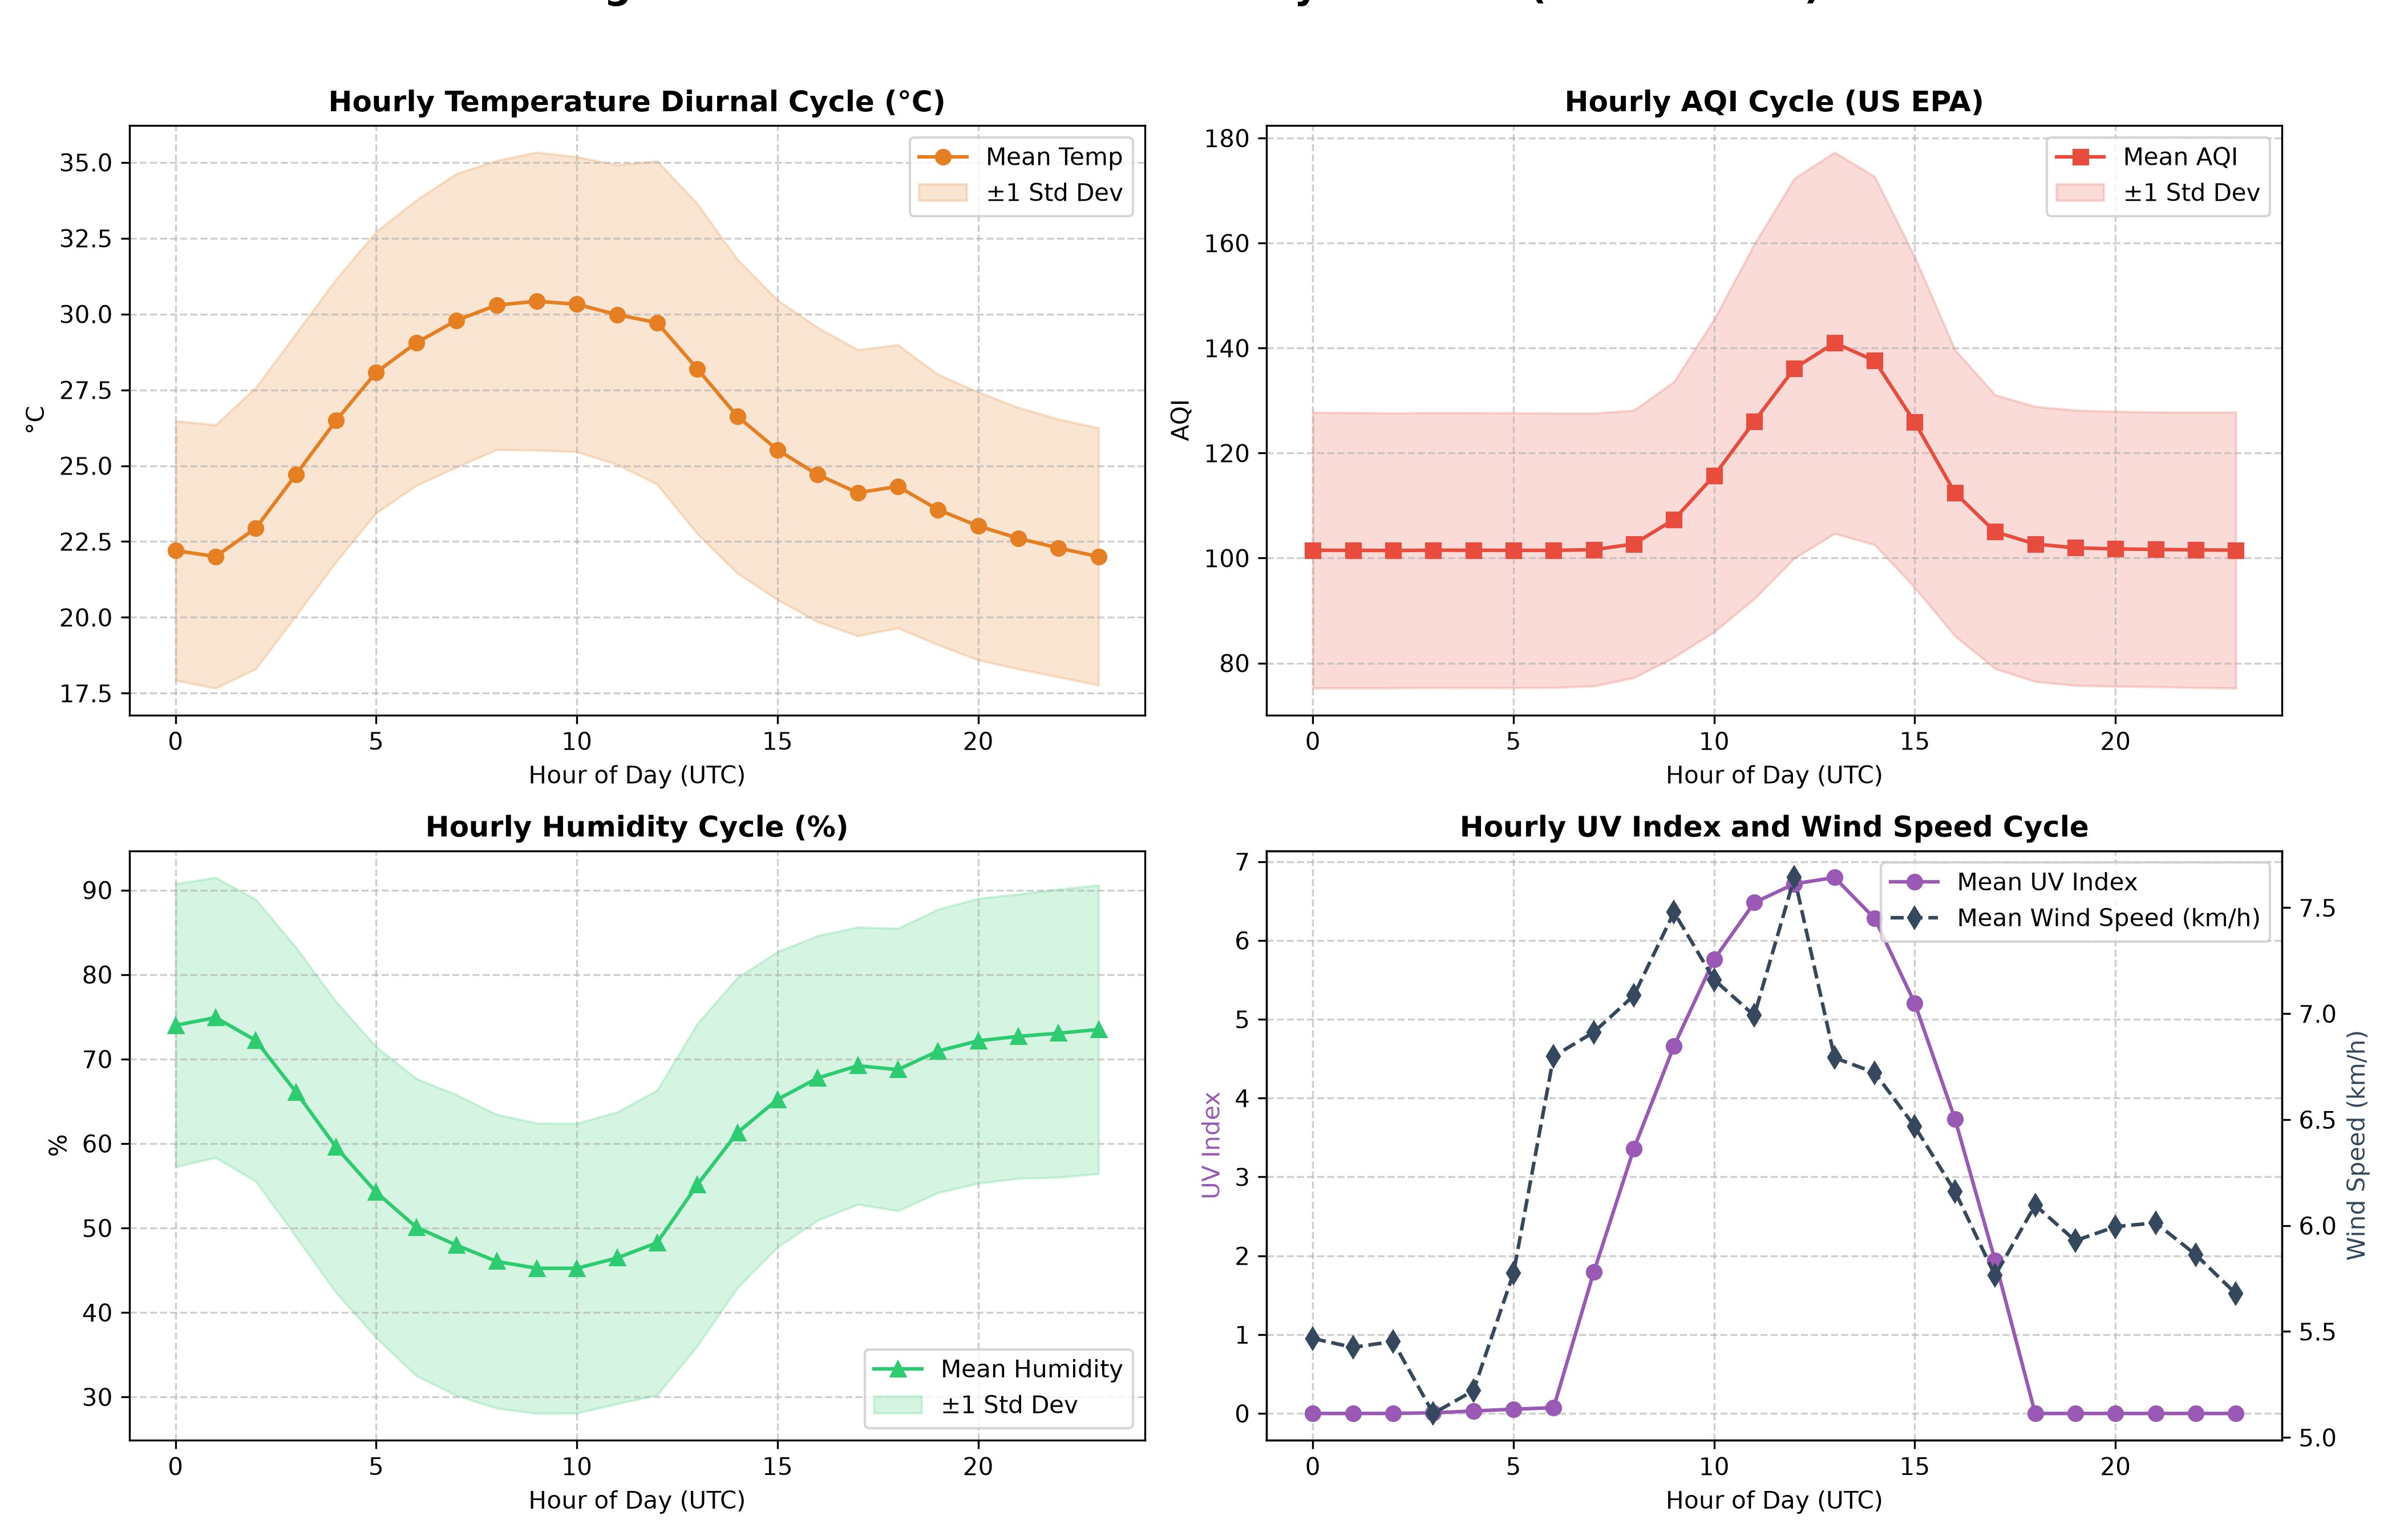 Hourly Temperature Diurnal Cycle (°C)
35.0
32.5
30.0
27.5
25.0
22.5
20.0
17.5
°C
Mean Temp
±1 Std Dev
0 5 10 15 20
Hour of Day (UTC)
Hourly AQI Cycle (US EPA)
180
160
140
120
100
80
AQI
Mean AQI
±1 Std Dev
0 5 10 15 20
Hour of Day (UTC)
Hourly Humidity Cycle (%)
90
80
70
60
50
40
30
%
Mean Humidity
±1 Std Dev
0 5 10 15 20
Hour of Day (UTC)
Hourly UV Index and Wind Speed Cycle
7
6
5
4
3
2
1
0
UV Index
Mean UV Index
Mean Wind Speed (km/h)
7.5
7.0
6.5
6.0
5.5
5.0
Wind Speed (km/h)
0 5 10 15 20
Hour of Day (UTC)